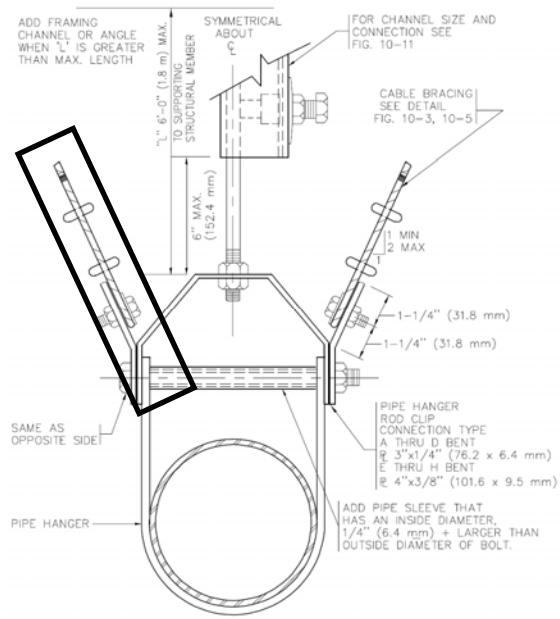 ADD FRAMING
CHANNEL OR ANGLE
WHEN 'L' IS GREATER
THAN MAX. LENGTH
"L" 6'-0" (1.8 m) MAX.
TO SUPPORTING
STRUCTURAL MEMBER
SYMMETRICAL
ABOUT
℄
FOR CHANNEL SIZE AND
CONNECTION SEE
FIG. 10-11
CABLE BRACING
SEE DETAIL
FIG. 10-3, 10-5
6" MAX.
(152.4 mm)
1 MIN
2 MAX
1
1-1/4" (31.8 mm)
1-1/4" (31.8 mm)
SAME AS
OPPOSITE SIDE
PIPE HANGER
ROD CLIP
CONNECTION TYPE
A THRU D BENT
℄ 3"x1/4" (76.2 x 6.4 mm)
E THRU H BENT
℄ 4"x3/8" (101.6 x 9.5 mm)
PIPE HANGER
ADD PIPE SLEEVE THAT
HAS AN INSIDE DIAMETER,
1/4" (6.4 mm) + LARGER THAN
OUTSIDE DIAMETER OF BOLT.